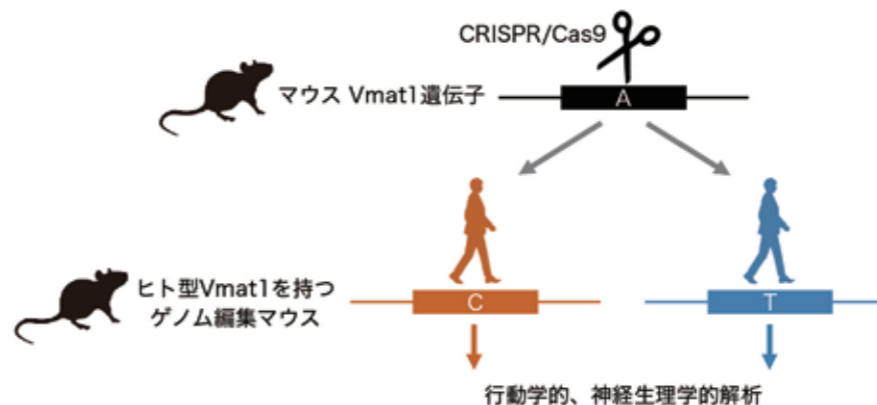 CRISPR/Cas9
マウス Vmat1遺伝子
A
ヒト型Vmat1を持つ
ゲノム編集マウス
C
T
行動学的、神経生理学的解析